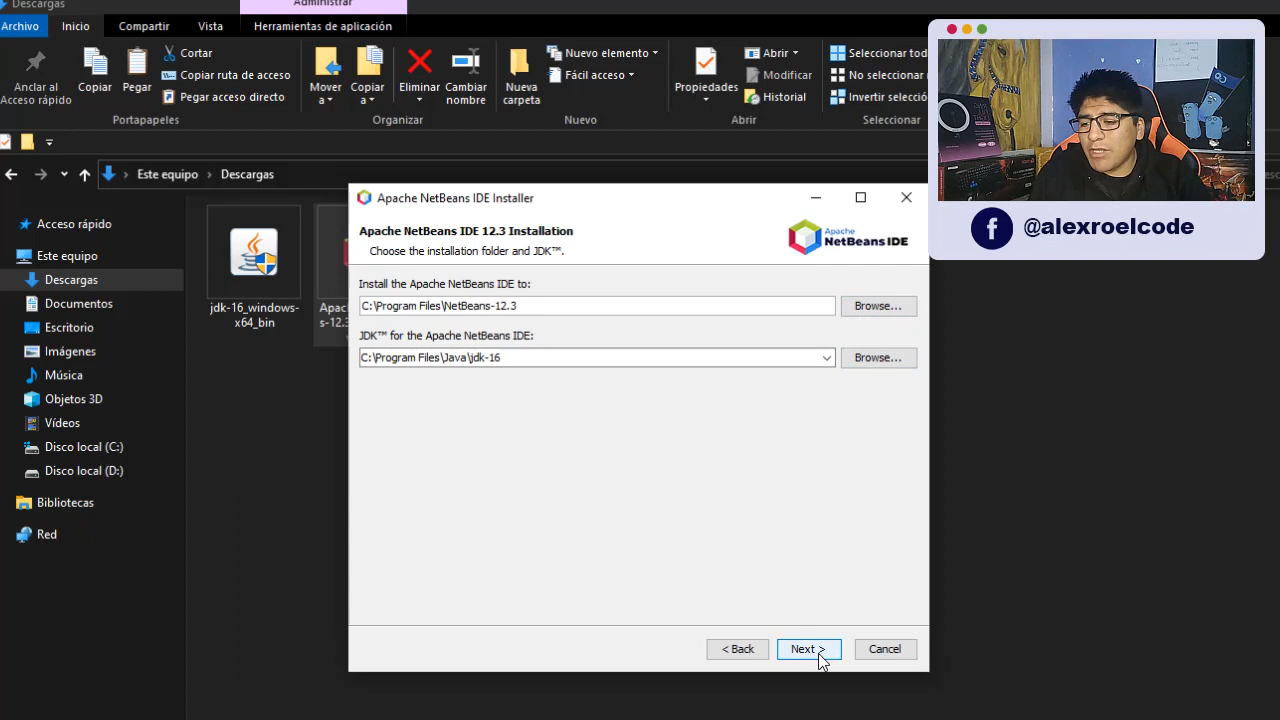 Descargas
Administrar
Archivo
Inicio
Compartir
Vista
Herramientas de aplicación
Anclar al
Acceso rápido
Copiar
Pegar
Cortar
Copiar ruta de acceso
Pegar acceso directo
Portapapeles
Mover
a
Copiar
a
Eliminar
Cambiar
nombre
Organizar
Nueva
carpeta
Nuevo elemento
Fácil acceso
Nuevo
Propiedades
Abrir
Modificar
Historial
Abrir
Seleccionar tod
No seleccionar
Invertir selecció
Seleccionar
@alexroelcode
Este equipo > Descargas
Acceso rápido
Este equipo
Descargas
Documentos
Escritorio
Imágenes
Música
Objetos 3D
Vídeos
Disco local (C:)
Disco local (D:)
Bibliotecas
Red
jdk-16_windows-
x64_bin
Apac
s-12.3
Apache NetBeans IDE Installer
Apache NetBeans IDE 12.3 Installation
Choose the installation folder and JDK™.
Apache
NetBeans IDE
Install the Apache NetBeans IDE to:
C:\Program Files\NetBeans-12.3
Browse...
JDK™ for the Apache NetBeans IDE:
C:\Program Files\Java\jdk-16
Browse...
< Back
Next >
Cancel